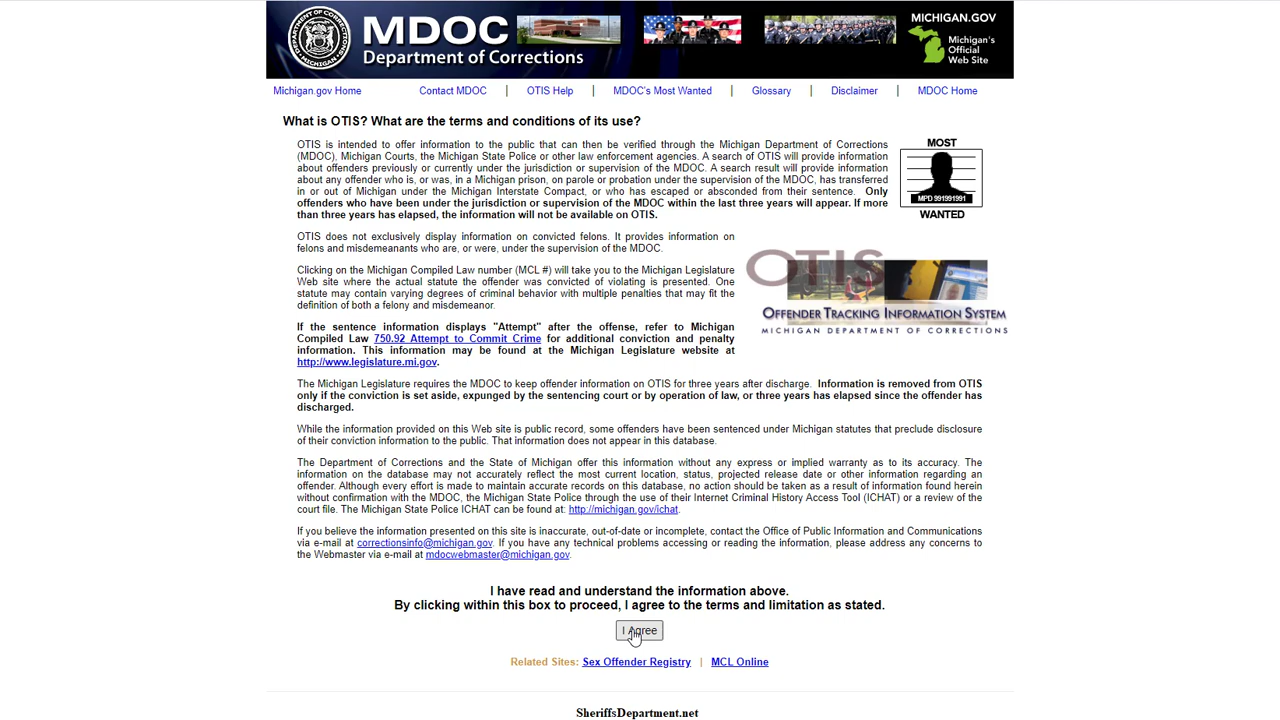 MDOC
Department of Corrections
DEPARTMENT OF CORRECTIONS
MICHIGAN
MICHIGAN.GOV
Michigan's
Official
Web Site
Michigan.gov Home
Contact MDOC | OTIS Help | MDOC's Most Wanted | Glossary | Disclaimer | MDOC Home
What is OTIS? What are the terms and conditions of its use?
OTIS is intended to offer information to the public that can then be verified through the Michigan Department of Corrections
(MDOC), Michigan Courts, the Michigan State Police or other law enforcement agencies. A search of OTIS will provide information
about offenders previously or currently under the jurisdiction or supervision of the MDOC. A search result will provide information
about any offender who is, or was, in a Michigan prison, on parole or probation under the supervision of the MDOC, has transferred
in or out of Michigan under the Michigan Interstate Compact, or who has escaped or absconded from their sentence. Only
offenders who have been under the jurisdiction or supervision of the MDOC within the last three years will appear. If more
than three years has elapsed, the information will not be available on OTIS.
MOST
MPD 991991991
WANTED
OTIS does not exclusively display information on convicted felons. It provides information on
felons and misdemeanants who are, or were, under the supervision of the MDOC.
Clicking on the Michigan Compiled Law number (MCL #) will take you to the Michigan Legislature
Web site where the actual statute the offender was convicted of violating is presented. One
statute may contain varying degrees of criminal behavior with multiple penalties that may fit the
definition of both a felony and misdemeanor.
OTIS
OFFENDER TRACKING INFORMATION SYSTEM
MICHIGAN DEPARTMENT OF CORRECTIONS
If the sentence information displays "Attempt" after the offense, refer to Michigan
Compiled Law 750.92 Attempt to Commit Crime for additional conviction and penalty
information. This information may be found at the Michigan Legislature website at
http://www.legislature.mi.gov.
The Michigan Legislature requires the MDOC to keep offender information on OTIS for three years after discharge. Information is removed from OTIS
only if the conviction is set aside, expunged by the sentencing court or by operation of law, or three years has elapsed since the offender has
discharged.
While the information provided on this Web site is public record, some offenders have been sentenced under Michigan statutes that preclude disclosure
of their conviction information to the public. That information does not appear in this database.
The Department of Corrections and the State of Michigan offer this information without any express or implied warranty as to its accuracy. The
information on the database may not accurately reflect the most current location, status, projected release date or other information regarding an
offender. Although every effort is made to maintain accurate records on this database, no action should be taken as a result of information found herein
without confirmation with the MDOC, the Michigan State Police through the use of their Internet Criminal History Access Tool (ICHAT) or a review of the
court file. The Michigan State Police ICHAT can be found at: http://michigan.gov/ichat.
If you believe the information presented on this site is inaccurate, out-of-date or incomplete, contact the Office of Public Information and Communications
via e-mail at correctionsinfo@michigan.gov. If you have any technical problems accessing or reading the information, please address any concerns to
the Webmaster via e-mail at mdocwebmaster@michigan.gov.
I have read and understand the information above.
By clicking within this box to proceed, I agree to the terms and limitation as stated.
I Agree
Related Sites: Sex Offender Registry | MCL Online
SheriffsDepartment.net